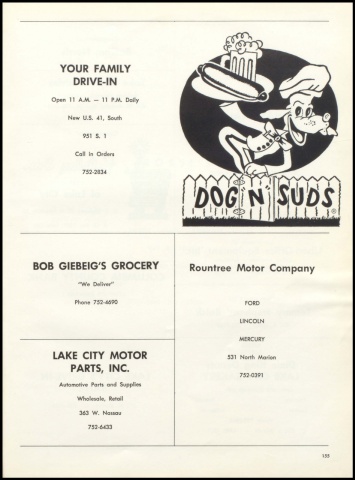 YOUR FAMILY
DRIVE-IN
Open 11 A.M. — 11 P.M. Daily
New U.S. 41, South
951 S. 1
Call in Orders
752-2834
DOG 'N' SUDS
BOB GIEBEIG'S GROCERY
"We Deliver"
Phone 752-4690
Rountree Motor Company
FORD
LINCOLN
MERCURY
531 North Marion
752-0391
LAKE CITY MOTOR
PARTS, INC.
Automotive Parts and Supplies
Wholesale, Retail
363 W. Nassau
752-6433
155